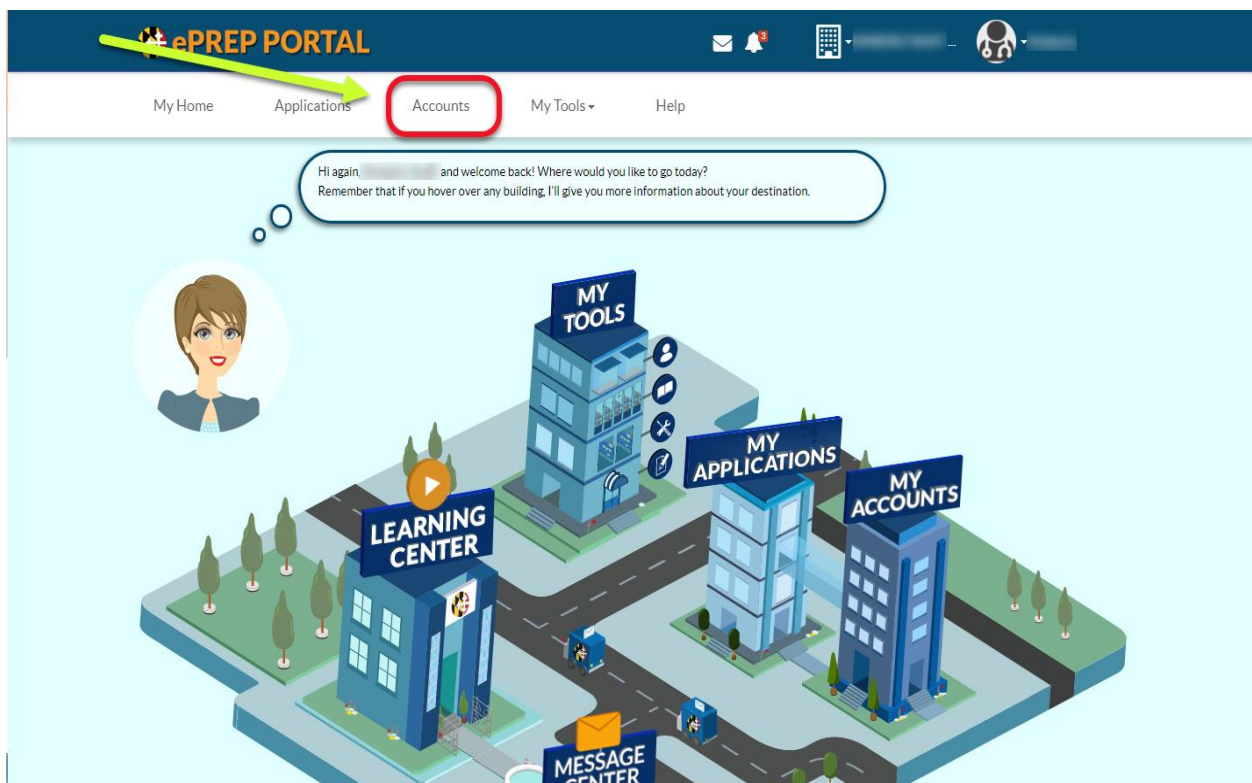 ePREP PORTAL
3
My Home Applications Accounts My Tools Help
Hi again, and welcome back! Where would you like to go today?
Remember that if you hover over any building, I'll give you more information about your destination.
MY
TOOLS
MY
APPLICATIONS
MY
ACCOUNTS
LEARNING
CENTER
MESSAGE
CENTER